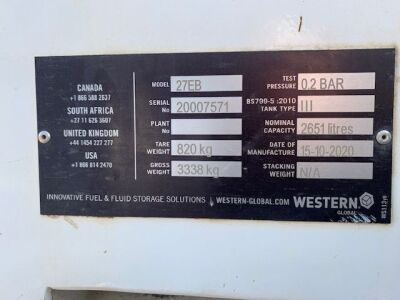 CANADA
+1 866 588 2637
SOUTH AFRICA
+27 11 626 3607
UNITED KINGDOM
+44 1454 227 277
USA
+1 866 814 2470
MODEL 27EB
SERIAL No 20007571
PLANT No
TARE WEIGHT 820 kg
GROSS WEIGHT 3338 kg
TEST PRESSURE 0.2 BAR
BS799-5 :2010 TANK TYPE III
NOMINAL CAPACITY 2651 litres
DATE OF MANUFACTURE 15-10-2020
STACKING WEIGHT N/A
INNOVATIVE FUEL & FLUID STORAGE SOLUTIONS | WESTERN-GLOBAL.COM WESTERN
GLOBAL